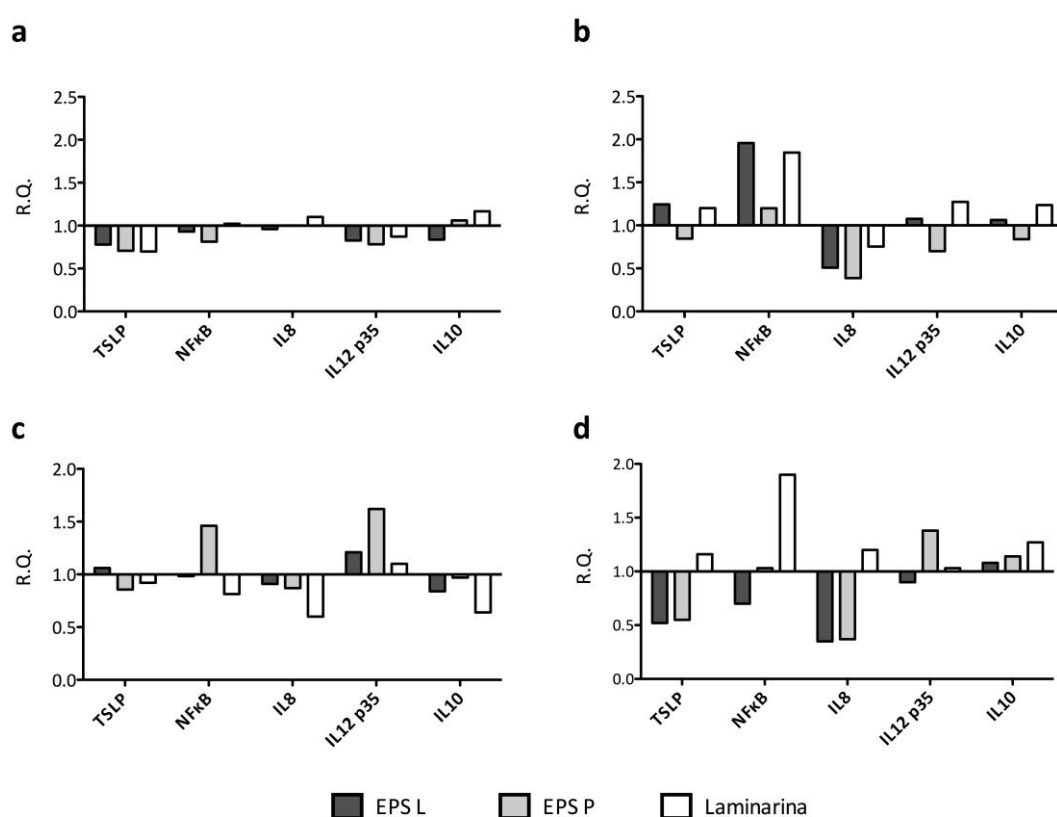 a
2.5
2.0
1.5
1.0
0.5
0.0
R.Q.
TSLP
NFκB
IL8
IL12 p35
IL10
b
2.5
2.0
1.5
1.0
0.5
0.0
R.Q.
TSLP
NFκB
IL8
IL12 p35
IL10
c
2.0
1.5
1.0
0.5
0.0
R.Q.
TSLP
NFκB
IL8
IL12 p35
IL10
d
2.0
1.5
1.0
0.5
0.0
R.Q.
TSLP
NFκB
IL8
IL12 p35
IL10
EPS L
EPS P
Laminarina